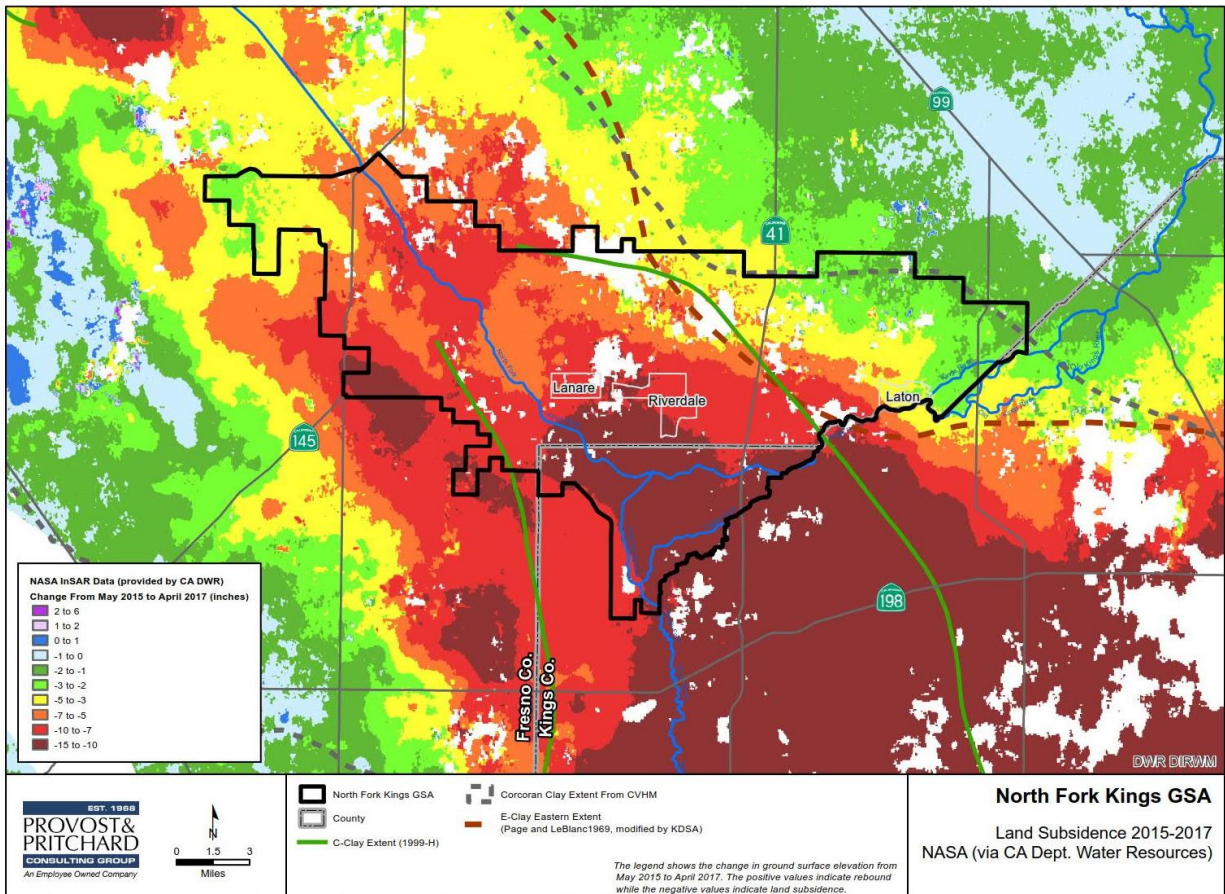 99
41
145
198
North Fork
Lanare
Riverdale
Laton
Fresno Co.
Kings Co.
NASA InSAR Data (provided by CA DWR)
Change From May 2015 to April 2017 (inches)
2 to 6
1 to 2
0 to 1
-1 to 0
-2 to -1
-3 to -2
-5 to -3
-7 to -5
-10 to -7
-15 to -10
DWR DIRWM
EST. 1968
PROVOST&
PRITCHARD
CONSULTING GROUP
An Employee Owned Company
N
0 1.5 3
Miles
North Fork Kings GSA
County
C-Clay Extent (1999-H)
Corcoran Clay Extent From CVHM
E-Clay Eastern Extent
(Page and LeBlanc1969, modified by KDSA)
The legend shows the change in ground surface elevation from
May 2015 to April 2017. The positive values indicate rebound
while the negative values indicate land subsidence.
North Fork Kings GSA
Land Subsidence 2015-2017
NASA (via CA Dept. Water Resources)